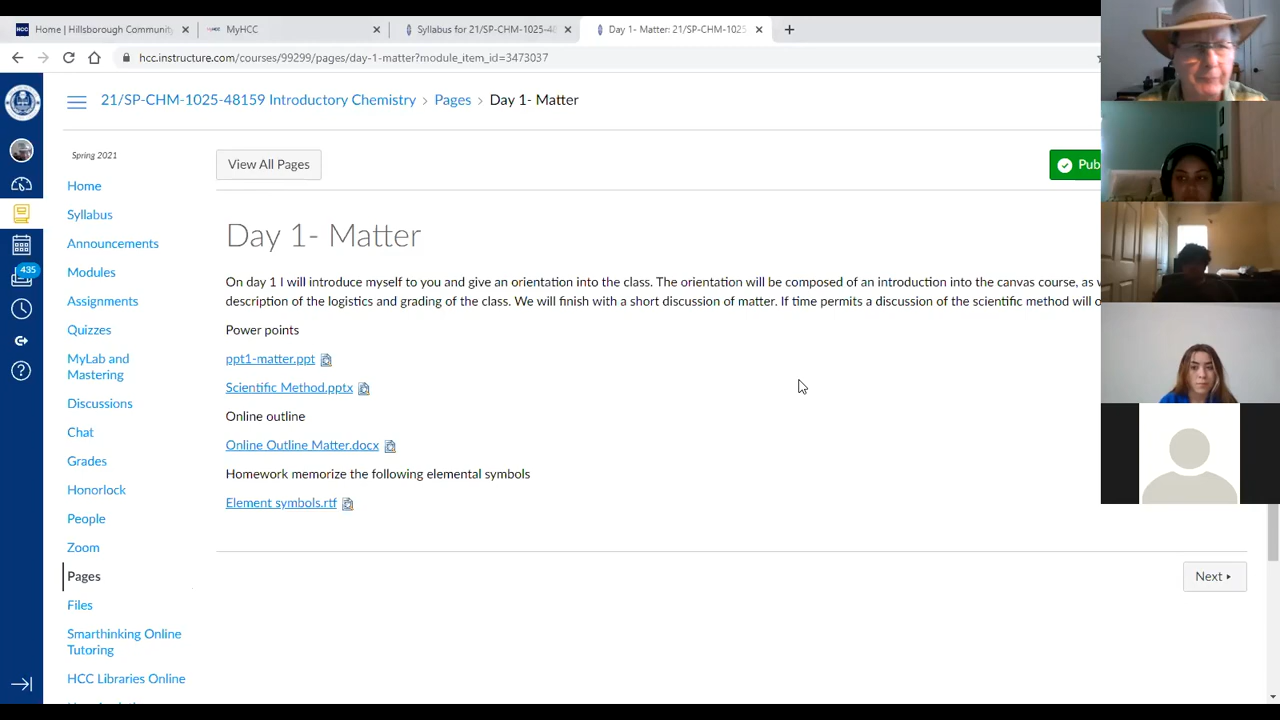 Home | Hillsborough Community
MyHCC
Syllabus for 21/SP-CHM-1025-48
Day 1- Matter: 21/SP-CHM-1025
hcc.instructure.com/courses/99299/pages/day-1-matter?module_item_id=3473037
21/SP-CHM-1025-48159 Introductory Chemistry > Pages > Day 1- Matter
Spring 2021
View All Pages
Pub
Home
Syllabus
Announcements
Modules
Assignments
Quizzes
MyLab and
Mastering
Discussions
Chat
Grades
Honorlock
People
Zoom
Pages
Files
Smarthinking Online
Tutoring
HCC Libraries Online
435
Day 1- Matter
On day 1 I will introduce myself to you and give an orientation into the class. The orientation will be composed of an introduction into the canvas course, as w
description of the logistics and grading of the class. We will finish with a short discussion of matter. If time permits a discussion of the scientific method will o
Power points
ppt1-matter.ppt
Scientific Method.pptx
Online outline
Online Outline Matter.docx
Homework memorize the following elemental symbols
Element symbols.rtf
Next